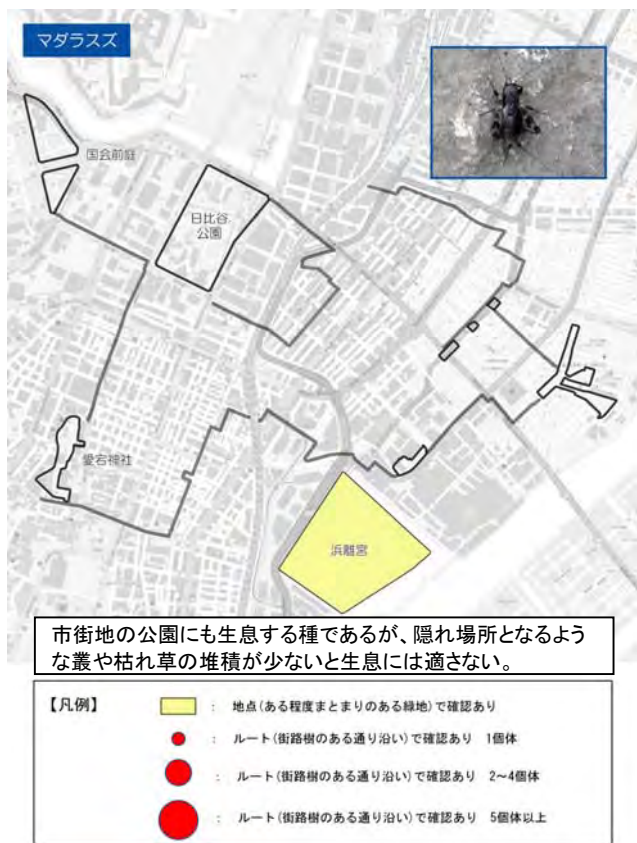 マダラスズ
国会前庭
日比谷
公園
愛宕神社
浜離宮
市街地の公園にも生息する種であるが、隠れ場所となるよう
な叢や枯れ草の堆積が少ないと生息には適さない。
【凡例】
： 地点(ある程度まとまりのある緑地)で確認あり
： ルート(街路樹のある通り沿い)で確認あり 1個体
： ルート(街路樹のある通り沿い)で確認あり 2～4個体
： ルート(街路樹のある通り沿い)で確認あり 5個体以上